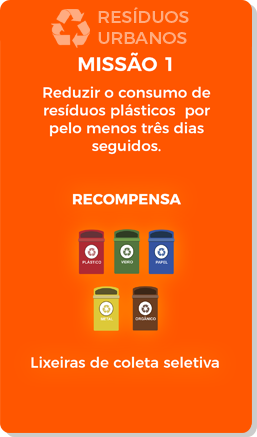 RESÍDUOS
URBANOS
MISSÃO 1
Reduzir o consumo de
resíduos plásticos por
pelo menos três dias
seguidos.
RECOMPENSA
PLÁSTICO VIDRO PAPEL
METAL ORGÂNICO
Lixeiras de coleta seletiva